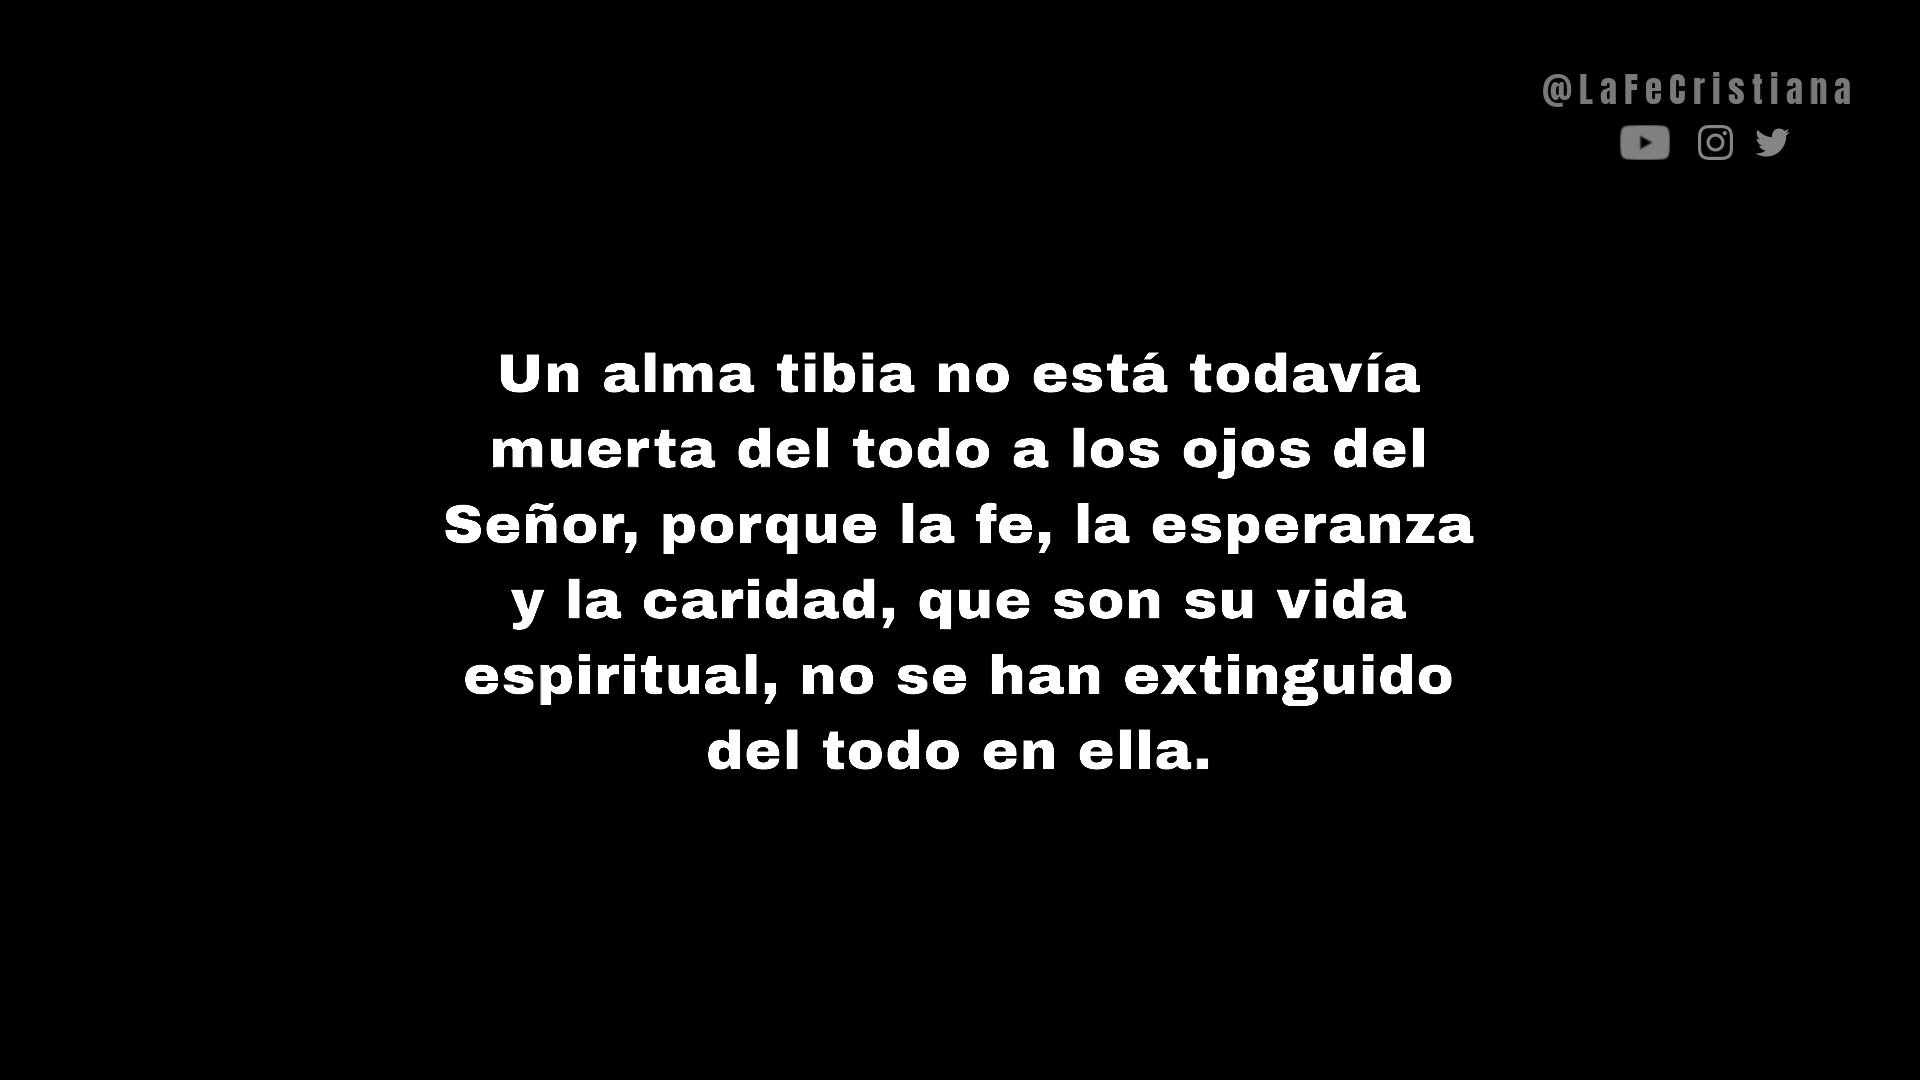 @LaFeCristiana
Un alma tibia no está todavía
muerta del todo a los ojos del
Señor, porque la fe, la esperanza
y la caridad, que son su vida
espiritual, no se han extinguido
del todo en ella.